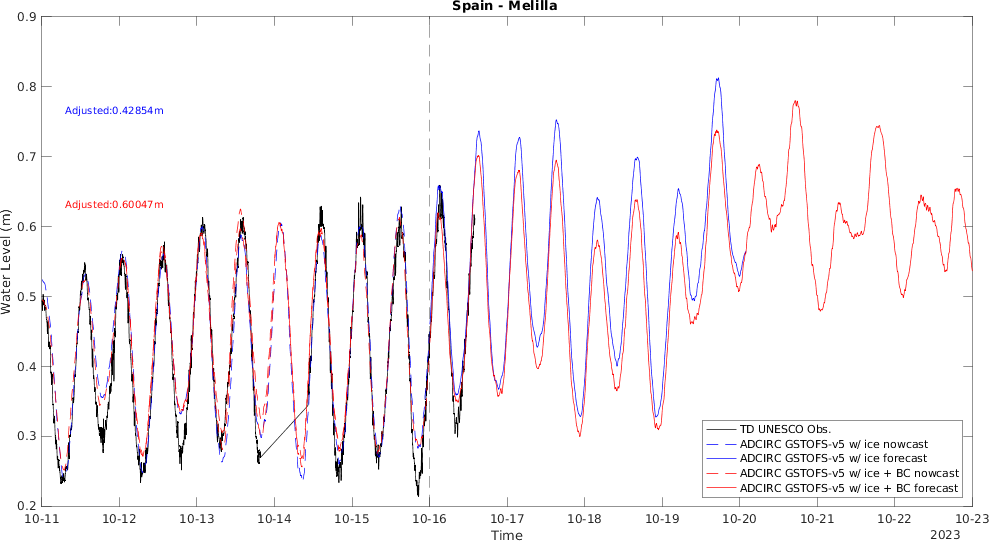 Spain - Melilla
0.9
0.8
0.7
0.6
0.5
0.4
0.3
0.2
Water Level (m)
Adjusted:0.42854m
Adjusted:0.60047m
TD UNESCO Obs.
ADCIRC GSTOFS-v5 w/ ice nowcast
ADCIRC GSTOFS-v5 w/ ice forecast
ADCIRC GSTOFS-v5 w/ ice + BC nowcast
ADCIRC GSTOFS-v5 w/ ice + BC forecast
10-11 10-12 10-13 10-14 10-15 10-16 10-17 10-18 10-19 10-20 10-21 10-22 10-23
Time
2023